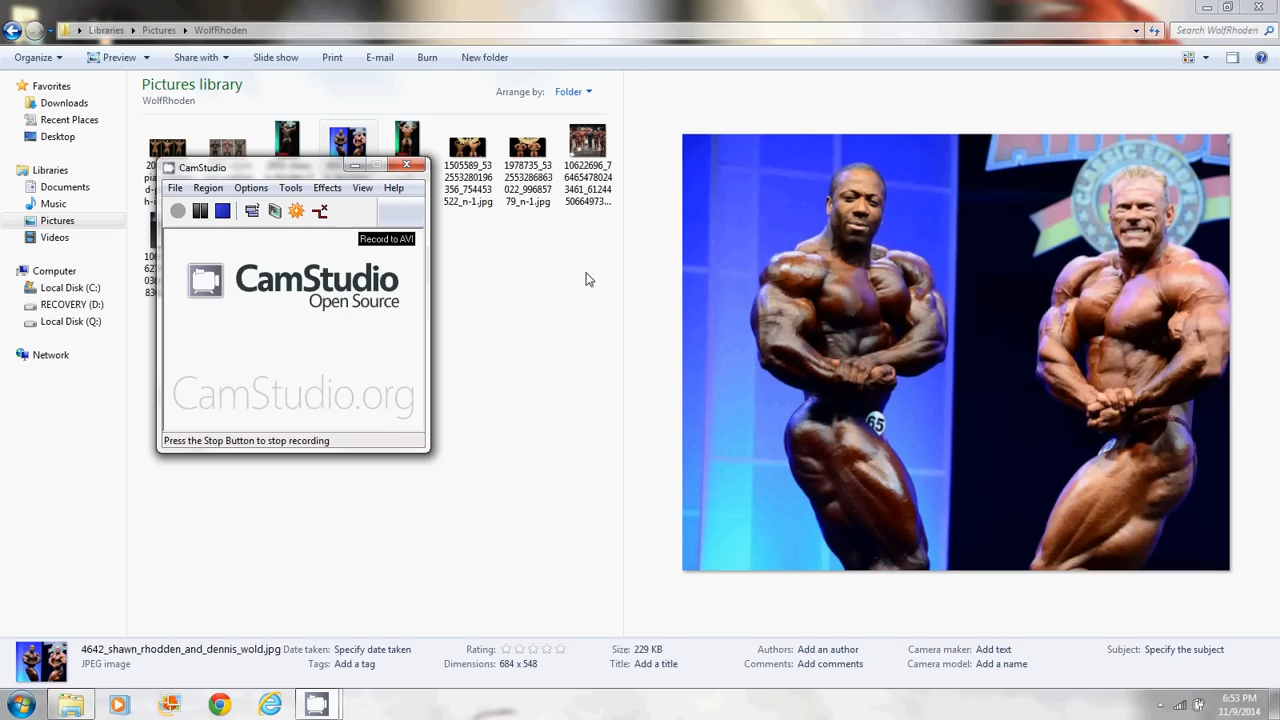 Libraries
Pictures
WolfRhoden
Search WolfRhoden
Organize
Preview
Share with
Slide show
Print
E-mail
Burn
New folder
Favorites
Downloads
Recent Places
Desktop
Libraries
Documents
Music
Pictures
Videos
Computer
Local Disk (C:)
RECOVERY (D:)
Local Disk (Q:)
Network
Pictures library
WolfRhoden
Arrange by: Folder
1505589_53
2553280196
356_754453
522_n-1.jpg
1978735_53
2553286863
022_996857
79_n-1.jpg
10622696_7
6465478024
3461_61244
50664973...
CamStudio
File Region Options Tools Effects View Help
Record to AVI
CamStudio
Open Source
CamStudio.org
Press the Stop Button to stop recording
65
4642_shawn_rhodden_and_dennis_wold.jpg
JPEG image
Date taken: Specify date taken
Tags: Add a tag
Rating:
Dimensions: 684 x 548
Size: 229 KB
Title: Add a title
Authors: Add an author
Comments: Add comments
Camera maker: Add text
Camera model: Add a name
Subject: Specify the subject
6:53 PM
11/9/2014